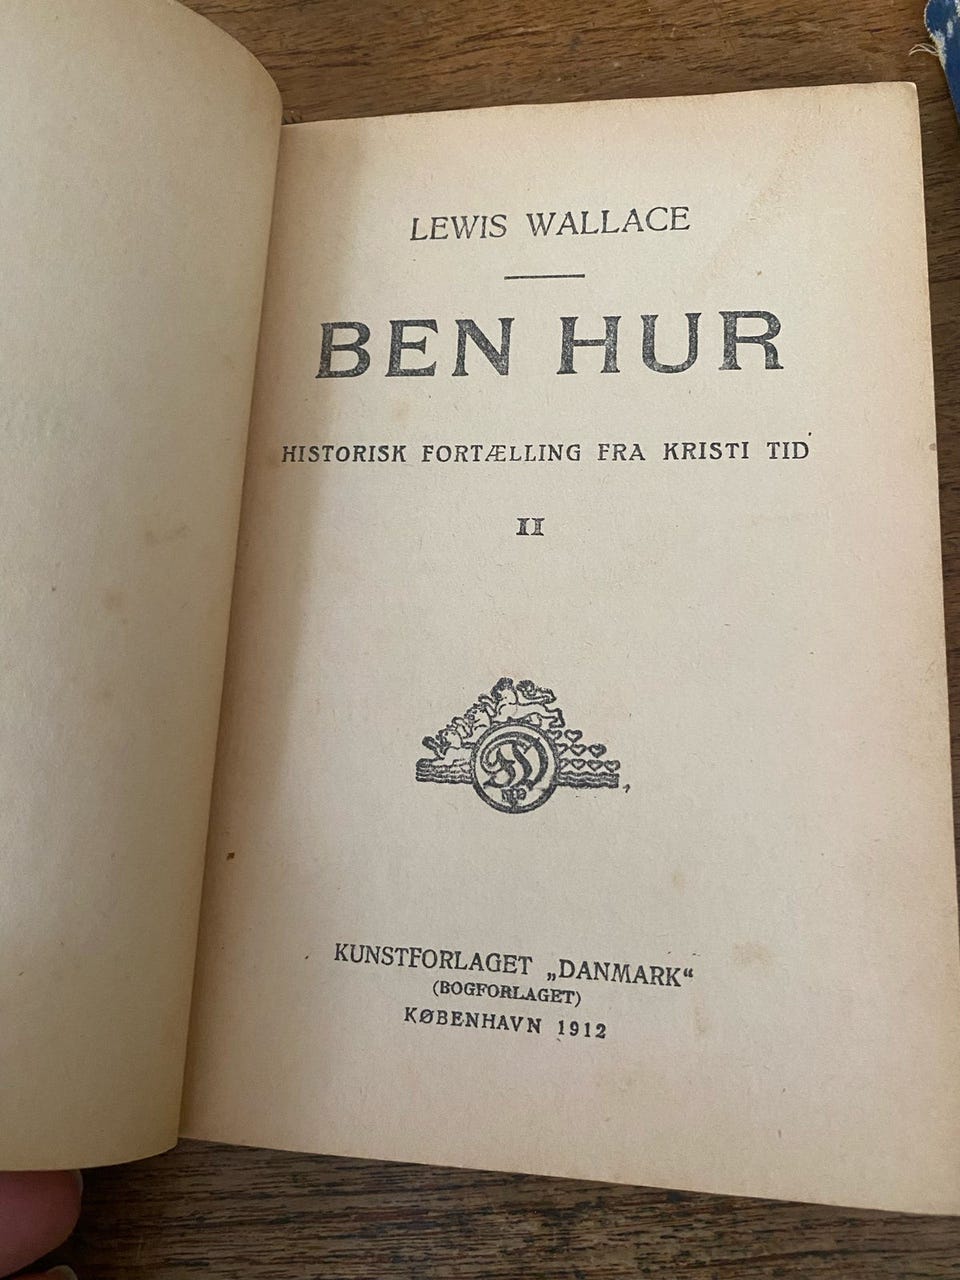 LEWIS WALLACE
BEN HUR
HISTORISK FORTÆLLING FRA KRISTI TID
II
KUNSTFORLAGET „DANMARK“
(BOGFORLAGET)
KØBENHAVN 1912